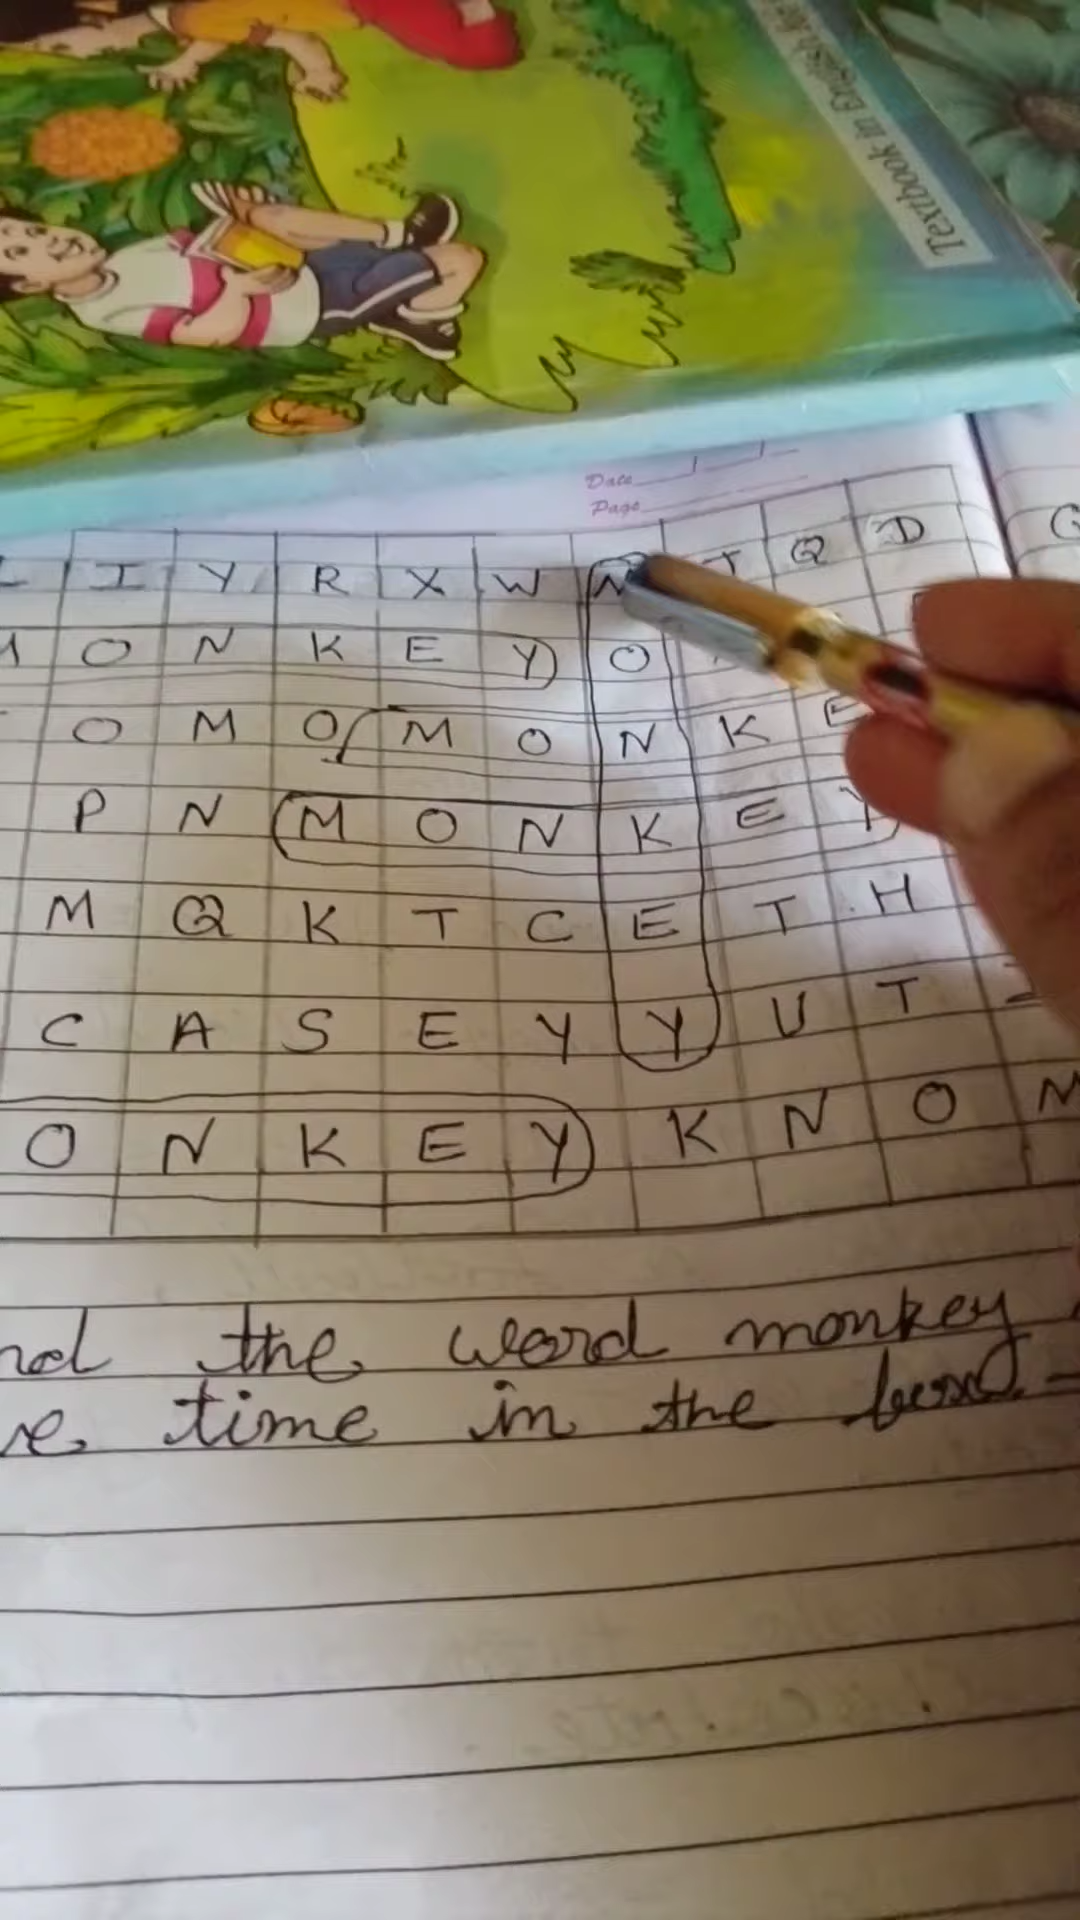 Textbook in English
Date
Page
I Y R X W M T Q D
O N K E Y O
O M O M O N K E
P N M O N K E Y
M Q K T C E T H
C A S E Y Y U T
O N K E Y K N O M
the word monkey
time in the box